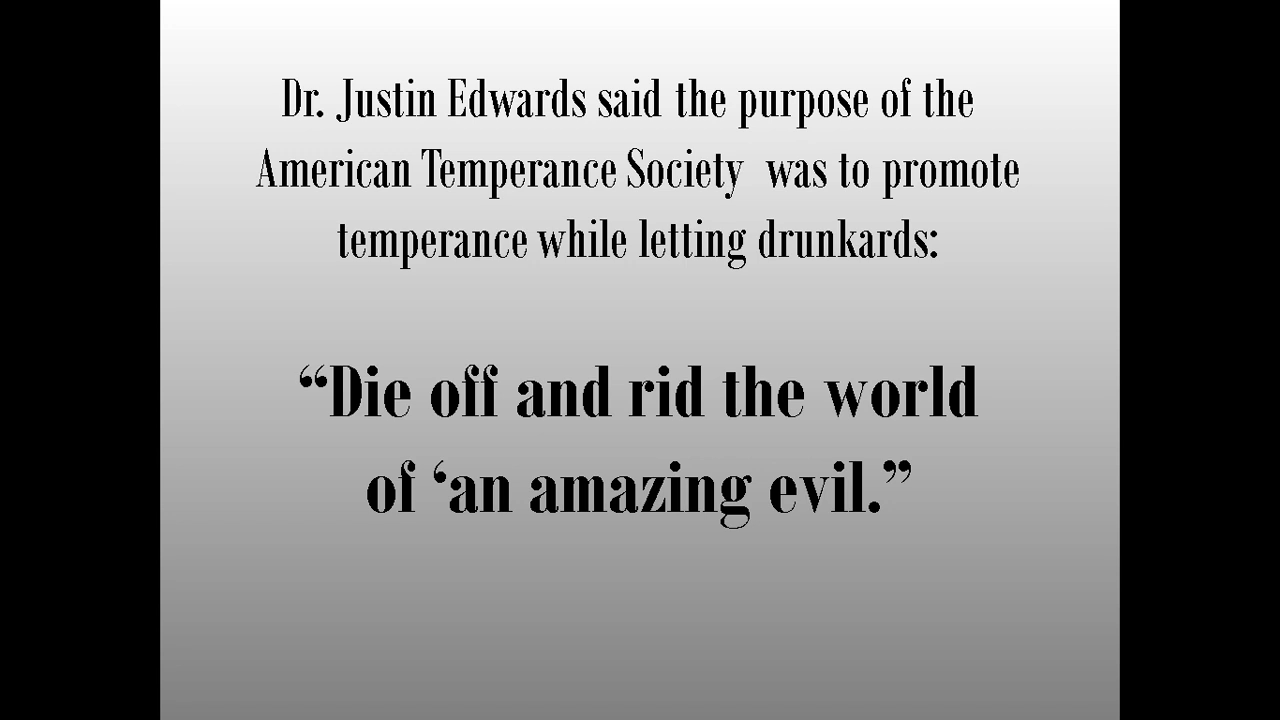 Dr. Justin Edwards said the purpose of the
American Temperance Society was to promote
temperance while letting drunkards:
“Die off and rid the world
of ‘an amazing evil.”